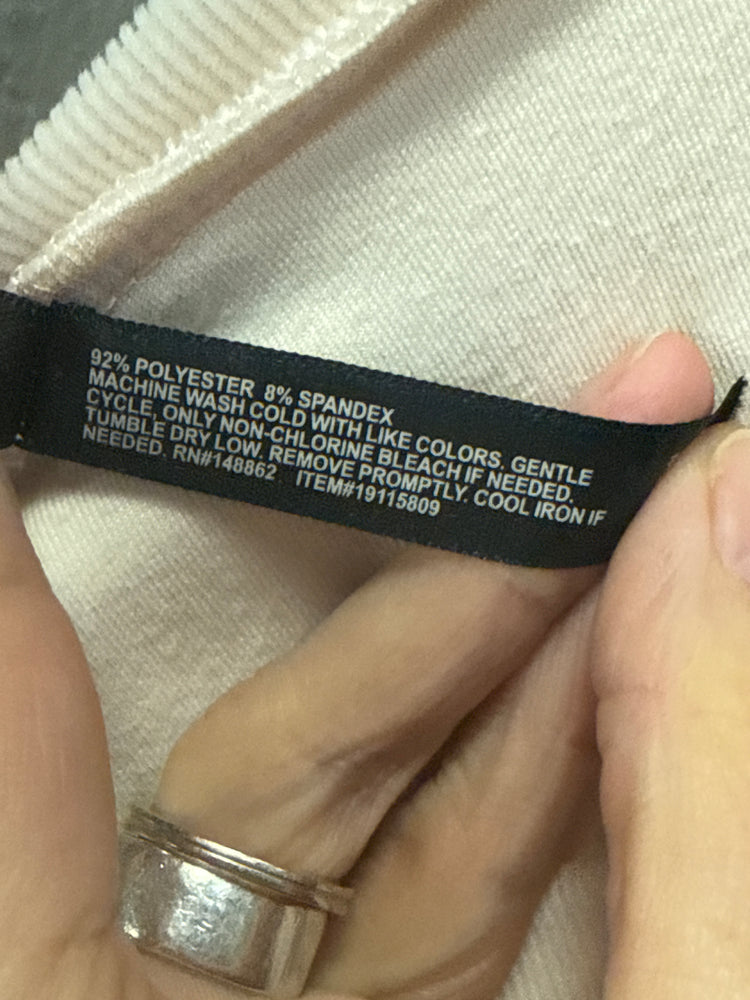 92% POLYESTER 8% SPANDEX
MACHINE WASH COLD WITH LIKE COLORS. GENTLE
CYCLE, ONLY NON-CHLORINE BLEACH IF NEEDED.
TUMBLE DRY LOW. REMOVE PROMPTLY. COOL IRON IF
NEEDED. RN#148862 ITEM#19115809